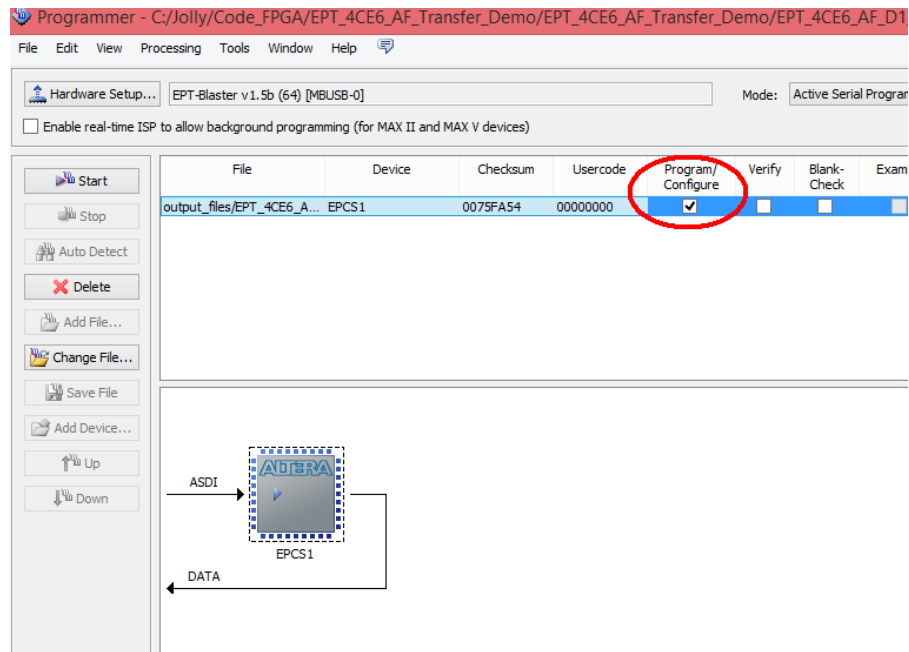 Programmer - C:/Jolly/Code_FPGA/EPT_4CE6_AF_Transfer_Demo/EPT_4CE6_AF_Transfer_Demo/EPT_4CE6_AF_D1_
File Edit View Processing Tools Window Help
Hardware Setup... EPT-Blaster v1.5b (64) [MBUSB-0] Mode: Active Serial Program
Enable real-time ISP to allow background programming (for MAX II and MAX V devices)
File Device Checksum Usercode Program/ Configure Verify Blank- Check Exam
output_files/EPT_4CE6_A... EPCS1 0075FA54 00000000
Start
Stop
Auto Detect
Delete
Add File...
Change File...
Save File
Add Device...
Up
Down
ASDI
ALTERA
EPCS1
DATA